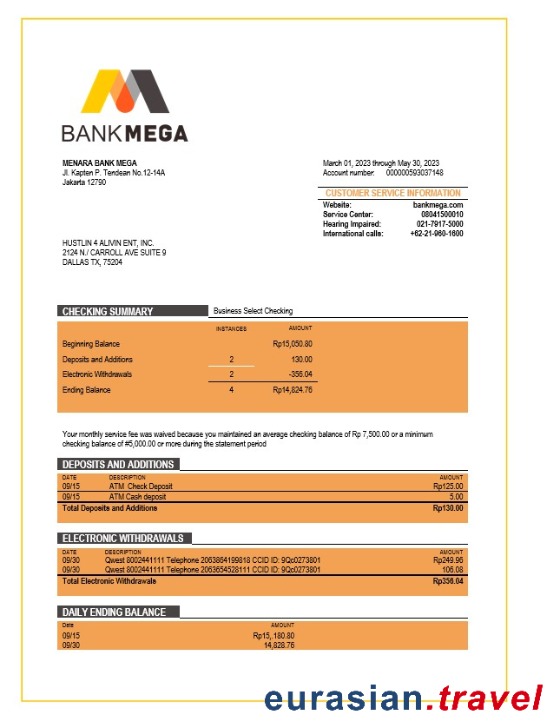 BANKMEGA
MENARA BANK MEGA
Jl. Kapten P. Tendean No.12-14A
Jakarta 12790
March 01, 2023 through May 30, 2023
Account number: 000000593037148
CUSTOMER SERVICE INFORMATION
Website: bankmega.com
Service Center: 08041500010
Hearing Impaired: 021-7917-5000
International calls: +62-21-960-1600
HUSTLIN 4 ALIVIN ENT, INC.
2124 N./ CARROLL AVE SUITE 9
DALLAS TX, 75204
CHECKING SUMMARY Business Select Checking
INSTANCES AMOUNT
Beginning Balance Rp15,050.80
Deposits and Additions 2 130.00
Electronic Withdrawals 2 -356.04
Ending Balance 4 Rp14,824.76
Your monthly service fee was waived because you maintained an average checking balance of Rp 7,500.00 or a minimum
checking balance of #5,000.00 or more during the statement period
DEPOSITS AND ADDITIONS
DATE DESCRIPTION AMOUNT
09/15 ATM Check Deposit Rp125.00
09/15 ATM Cash deposit 5.00
Total Deposits and Additions Rp130.00
ELECTRONIC WITHDRAWALS
DATE DESCRIPTION AMOUNT
09/30 Qwest 8002441111 Telephone 2063664199818 CCID ID: 9Qc0273801 Rp249.96
09/30 Qwest 8002441111 Telephone 2063654528111 CCID ID: 9Qc0273801 106.08
Total Electronic Withdrawals Rp356.04
DAILY ENDING BALANCE
Date AMOUNT
09/15 Rp15, 180.80
09/30 14,828.76
eurasian.travel